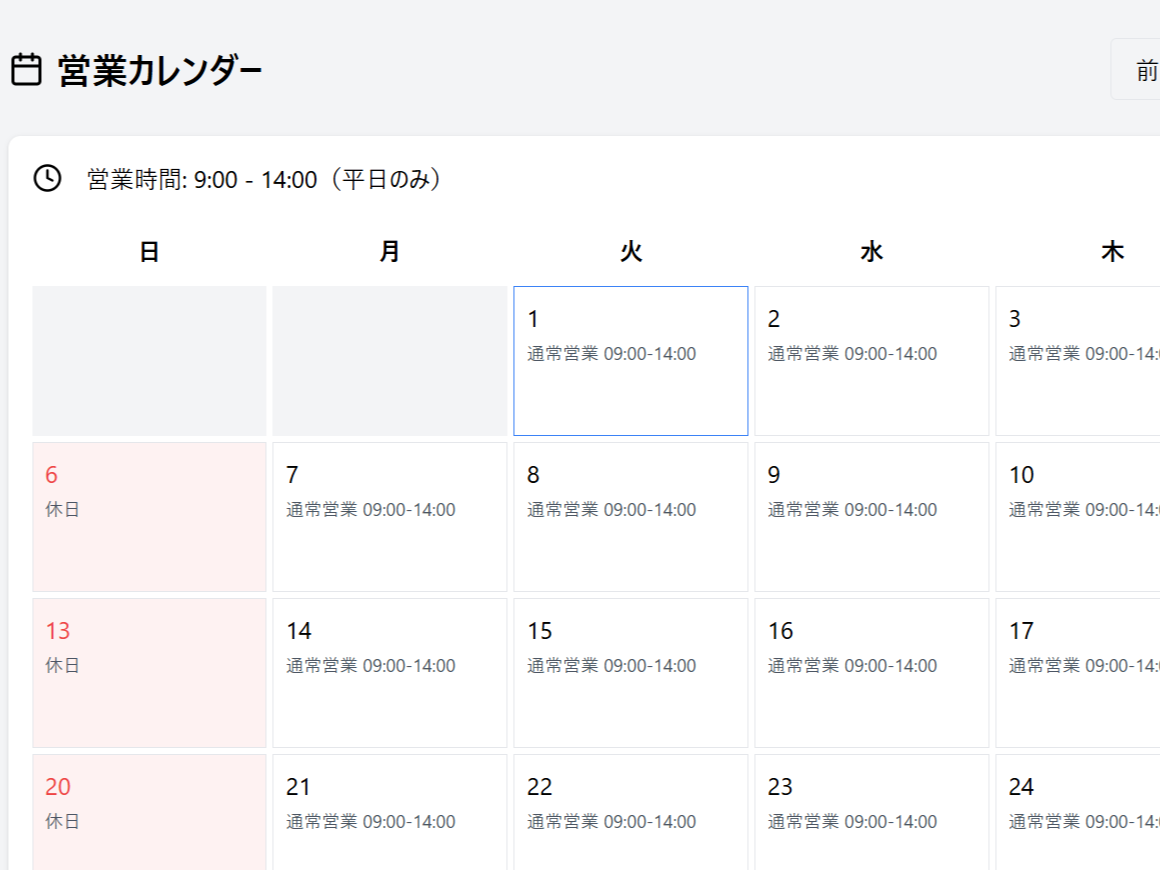 営業カレンダー
前
営業時間: 9:00 - 14:00（平日のみ）
日 月 火 水 木
1 2 3
通常営業 09:00-14:00 通常営業 09:00-14:00 通常営業 09:00-14:
6 7 8 9 10
休日 通常営業 09:00-14:00 通常営業 09:00-14:00 通常営業 09:00-14:00 通常営業 09:00-14:
13 14 15 16 17
休日 通常営業 09:00-14:00 通常営業 09:00-14:00 通常営業 09:00-14:00 通常営業 09:00-14:
20 21 22 23 24
休日 通常営業 09:00-14:00 通常営業 09:00-14:00 通常営業 09:00-14:00 通常営業 09:00-14: